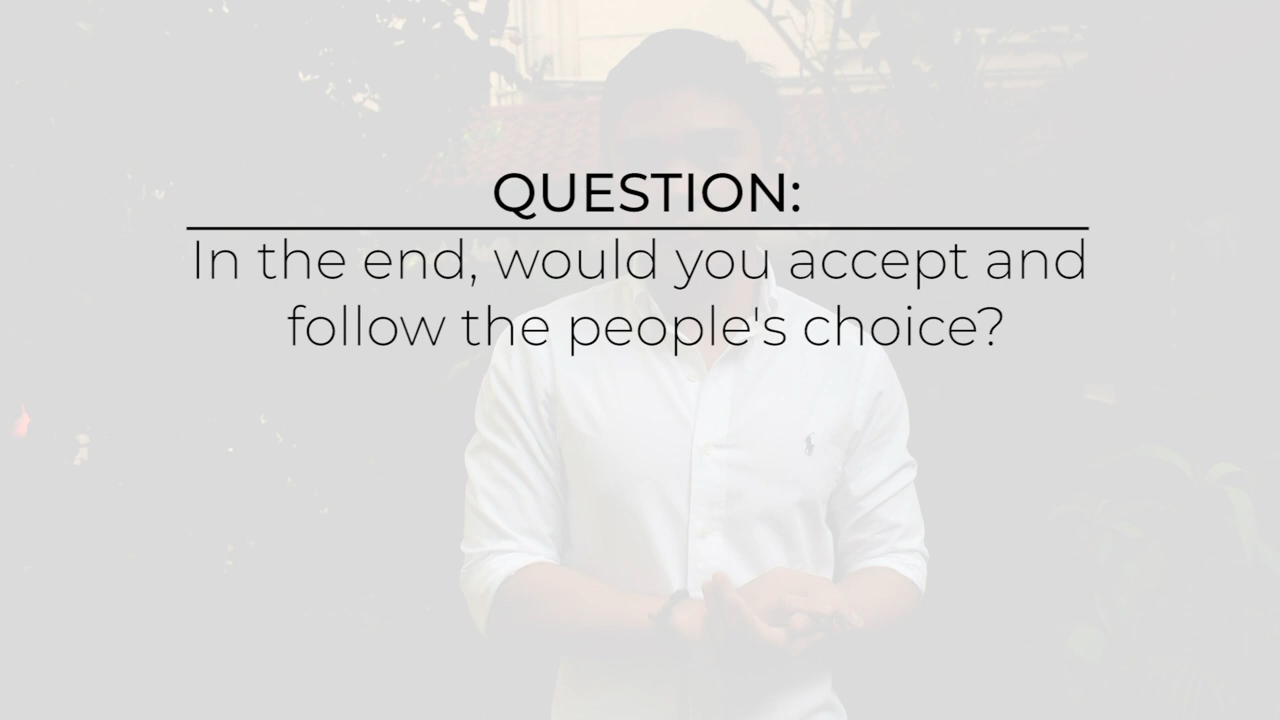 QUESTION:
In the end, would you accept and
follow the people's choice?